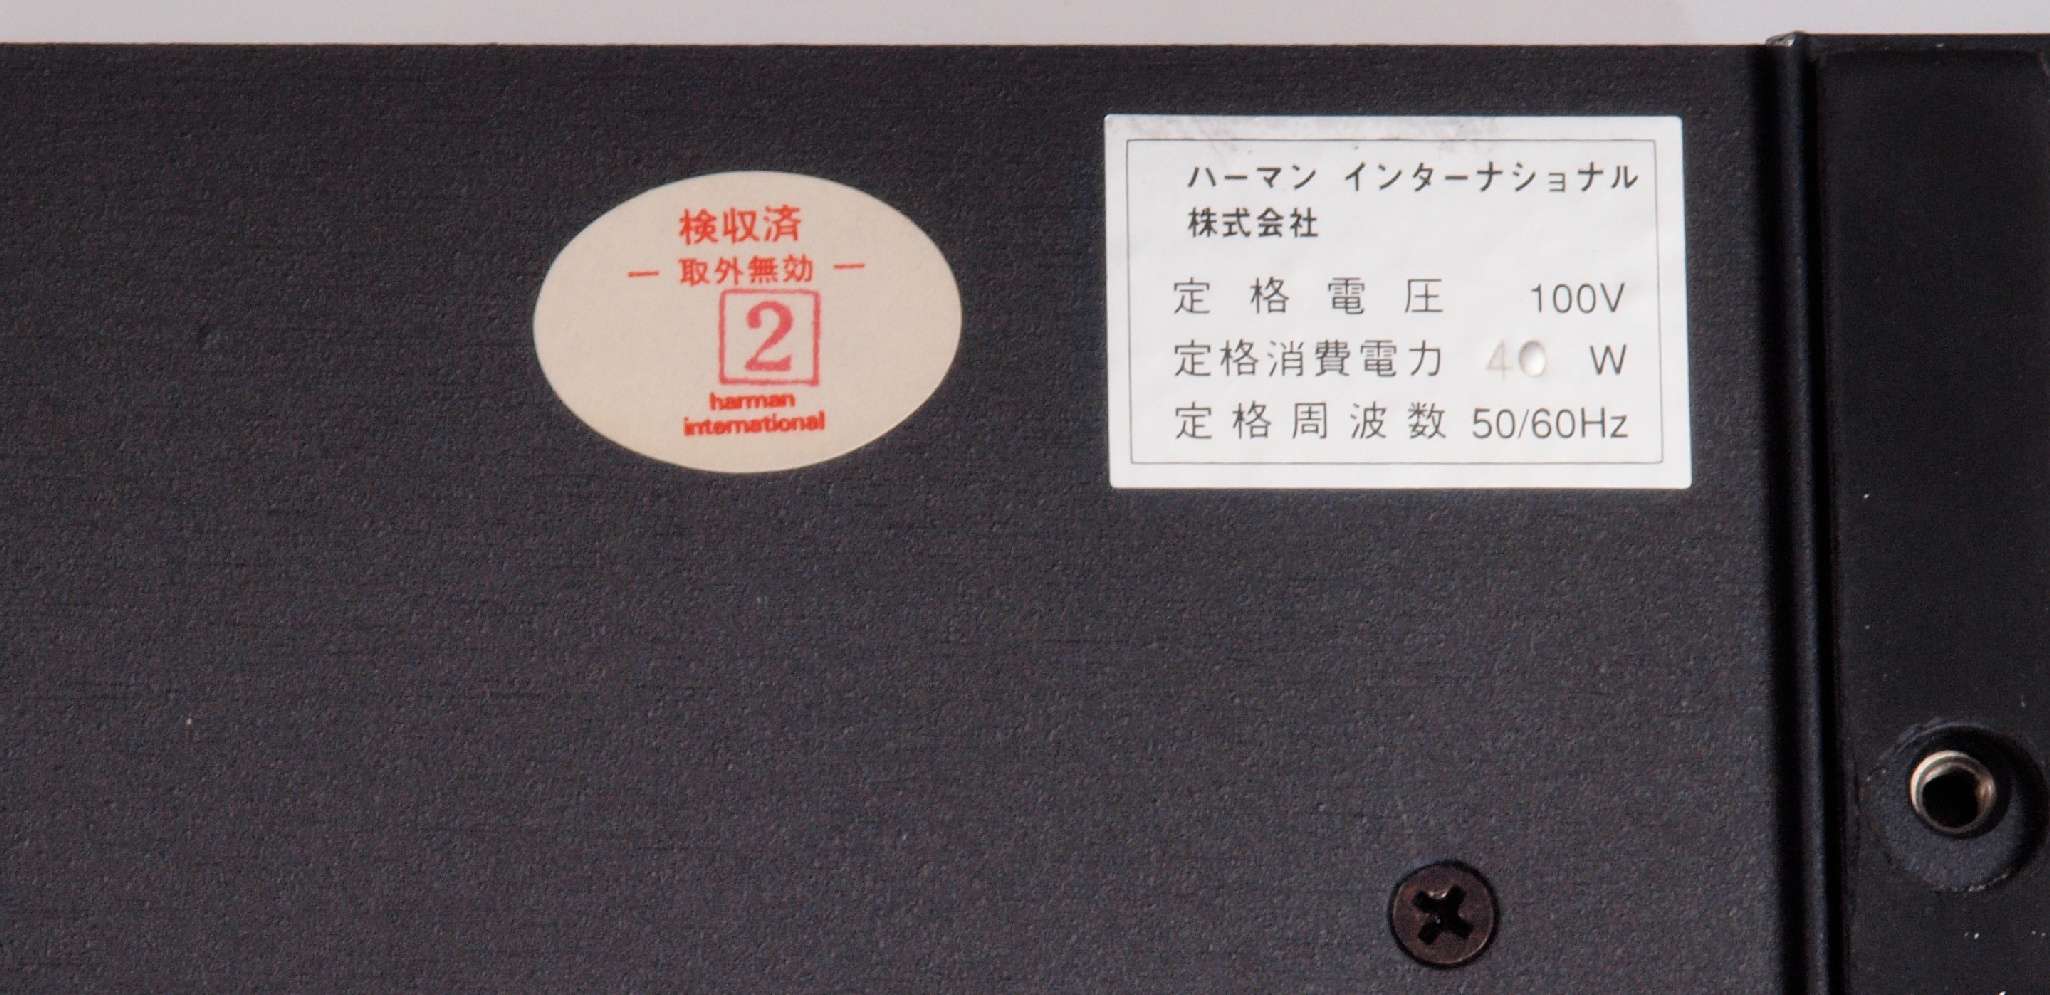 検収済
— 取外無効 —
2
harman
international
ハーマン インターナショナル
株式会社
定格電圧 100V
定格消費電力 40 W
定格周波数 50/60Hz